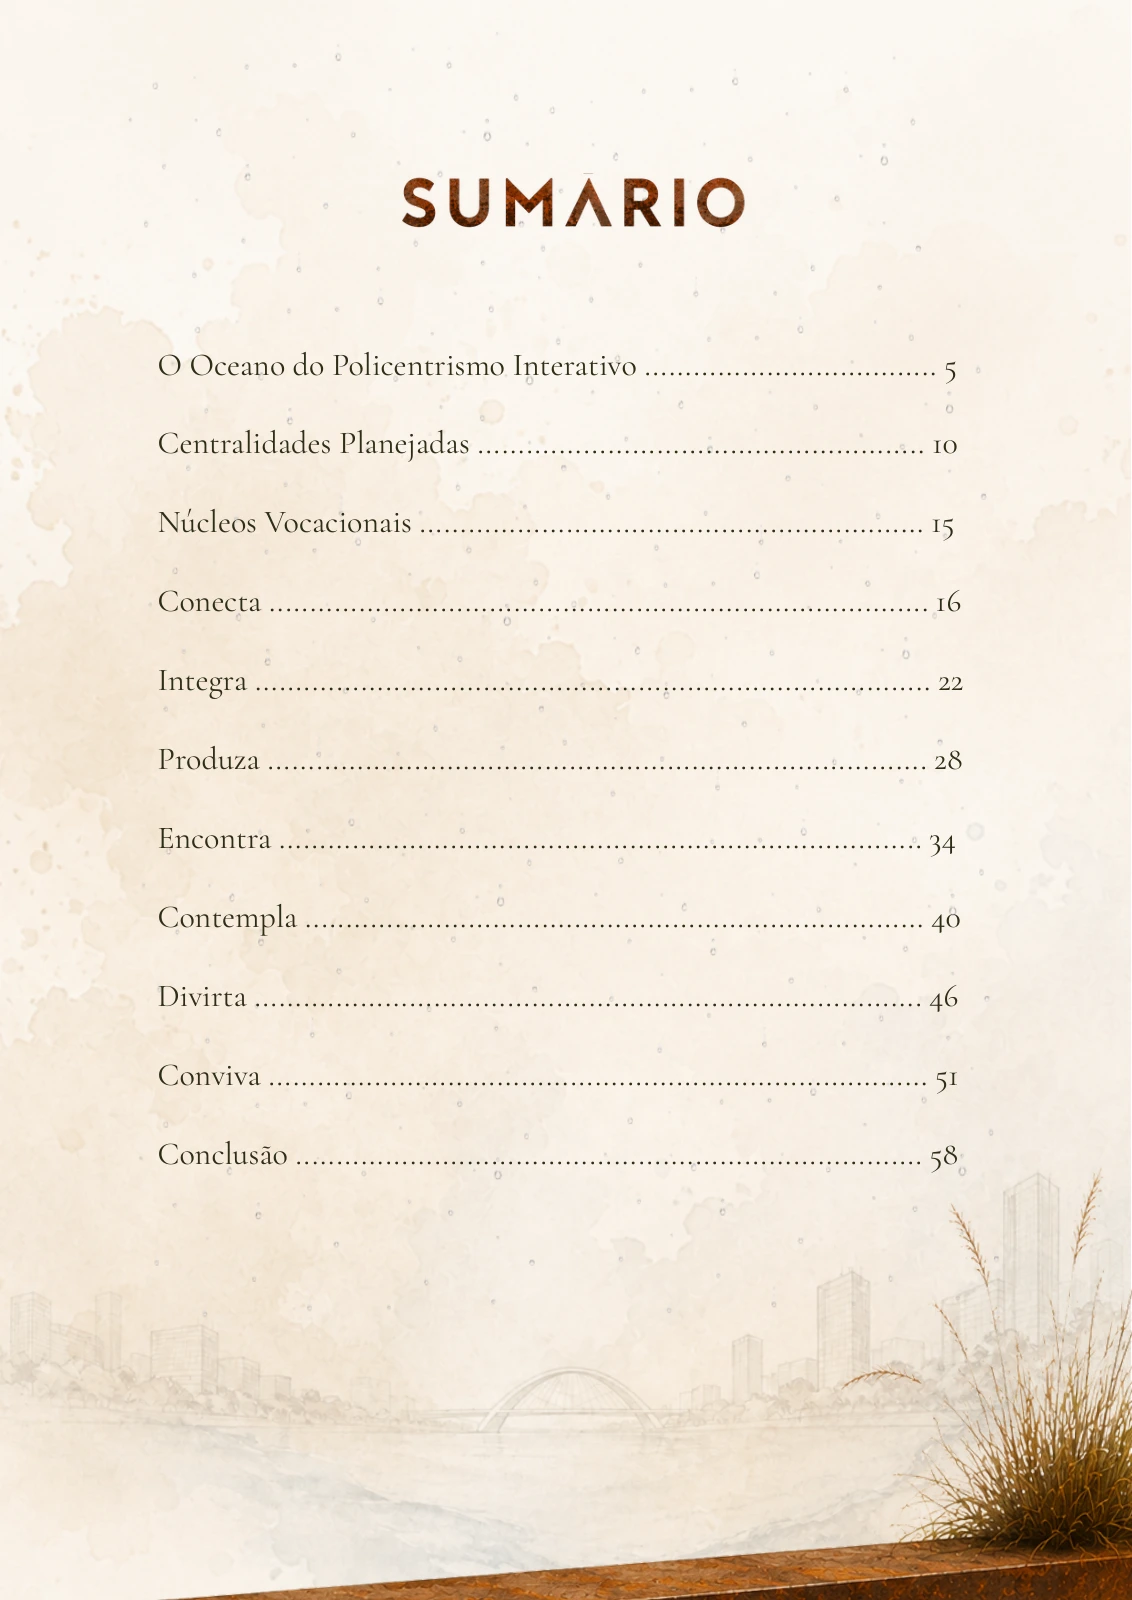 SUMÁRIO
O Oceano do Policentrismo Interativo ................................... 5
Centralidades Planejadas ..................................................... 10
Núcleos Vocacionais ............................................................ 15
Conecta ............................................................................... 16
Integra ................................................................................. 22
Produza ............................................................................... 28
Encontra ............................................................................. 34
Contempla .......................................................................... 40
Divirta ................................................................................ 46
Conviva ............................................................................... 51
Conclusão ........................................................................... 58